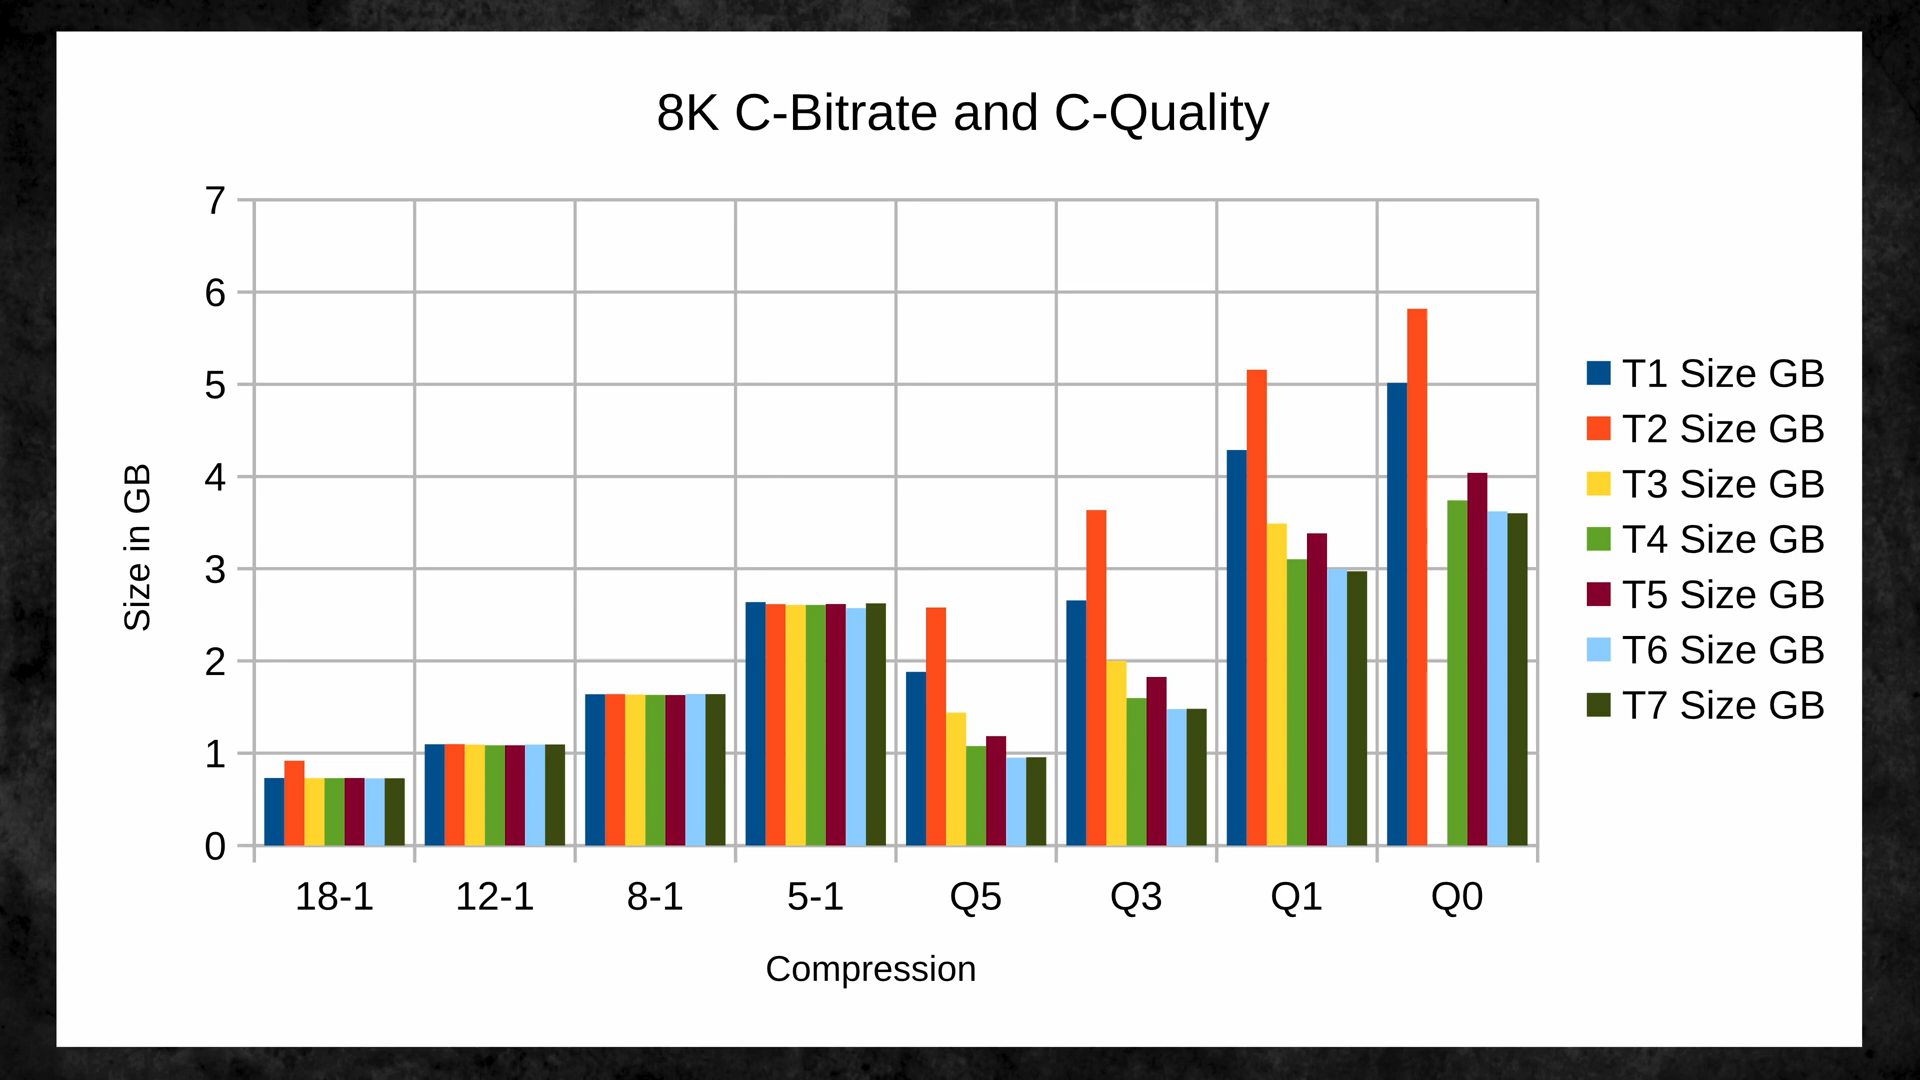 8K C-Bitrate and C-Quality
7
6
5
4
3
2
1
0
Size in GB
18-1 12-1 8-1 5-1 Q5 Q3 Q1 Q0
Compression
T1 Size GB
T2 Size GB
T3 Size GB
T4 Size GB
T5 Size GB
T6 Size GB
T7 Size GB